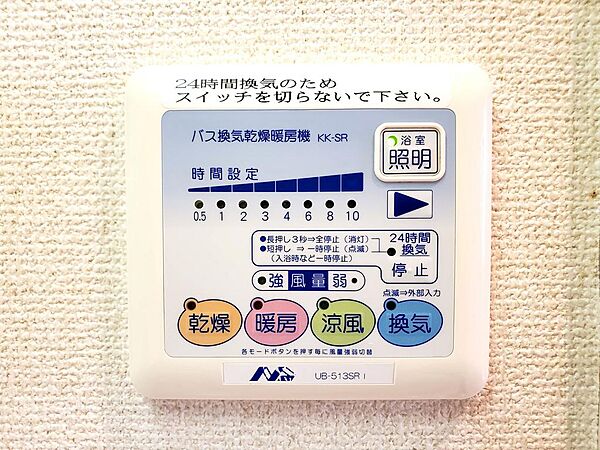 24時間換気のため
スイッチを切らないで下さい。
バス換気乾燥暖房機 KK-SR
浴室
照明
時間設定
0.5 1 2 3 4 6 8 10
●長押し3秒⇒全停止（消灯）
●短押し ⇒一時停止（点滅）
（入浴時など一時停止）
24時間
換気
停止
強風量弱
点滅⇒外部入力
乾燥 暖房 涼風 換気
各モードボタンを押す毎に風量強弱切替
UB-513SR I